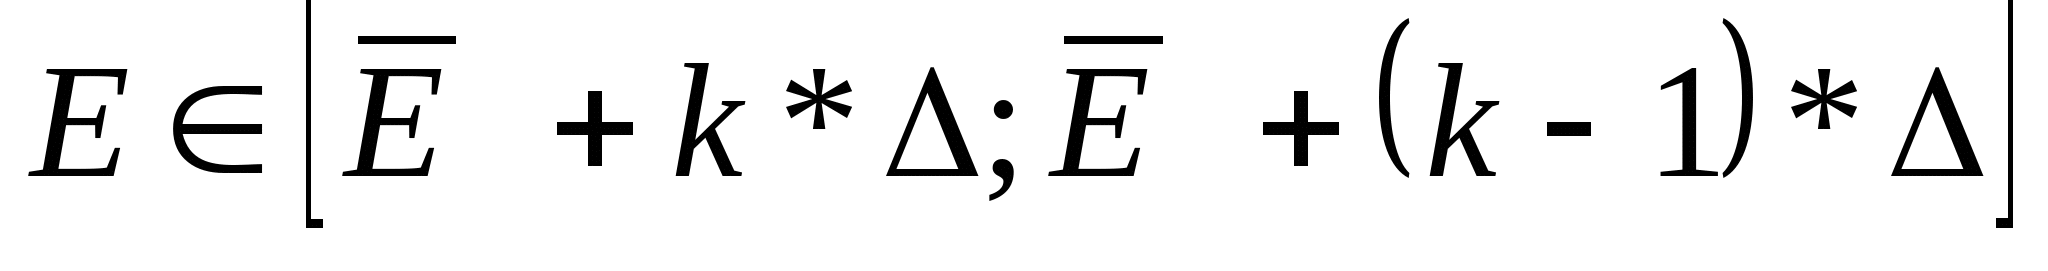 E ∈ [E̅ + k * Δ; E̅ + (k - 1) * Δ]